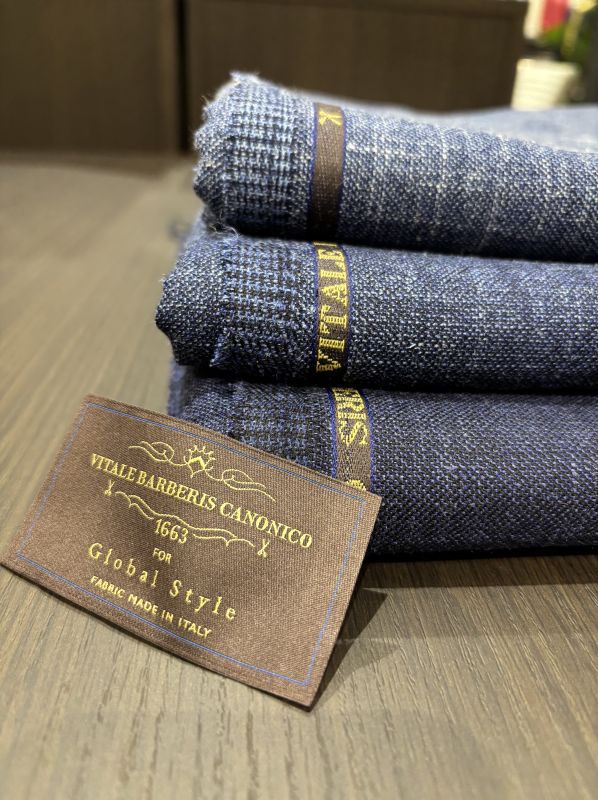 VITALE
VITALE BARBERIS CANONICO
1663
FOR
Global Style
FABRIC MADE IN ITALY